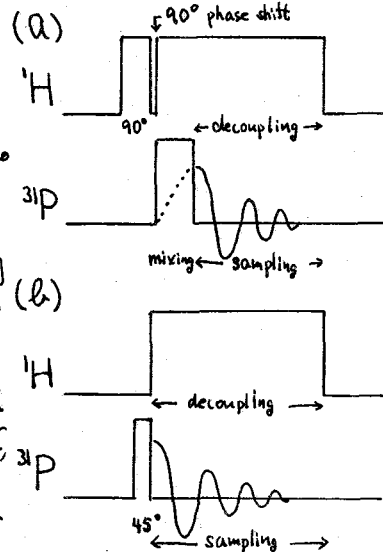 (a)
90° phase shift
¹H
90°
← decoupling →
³¹P
mixing ← sampling →
(b)
¹H
← decoupling →
³¹P
45°
← sampling →